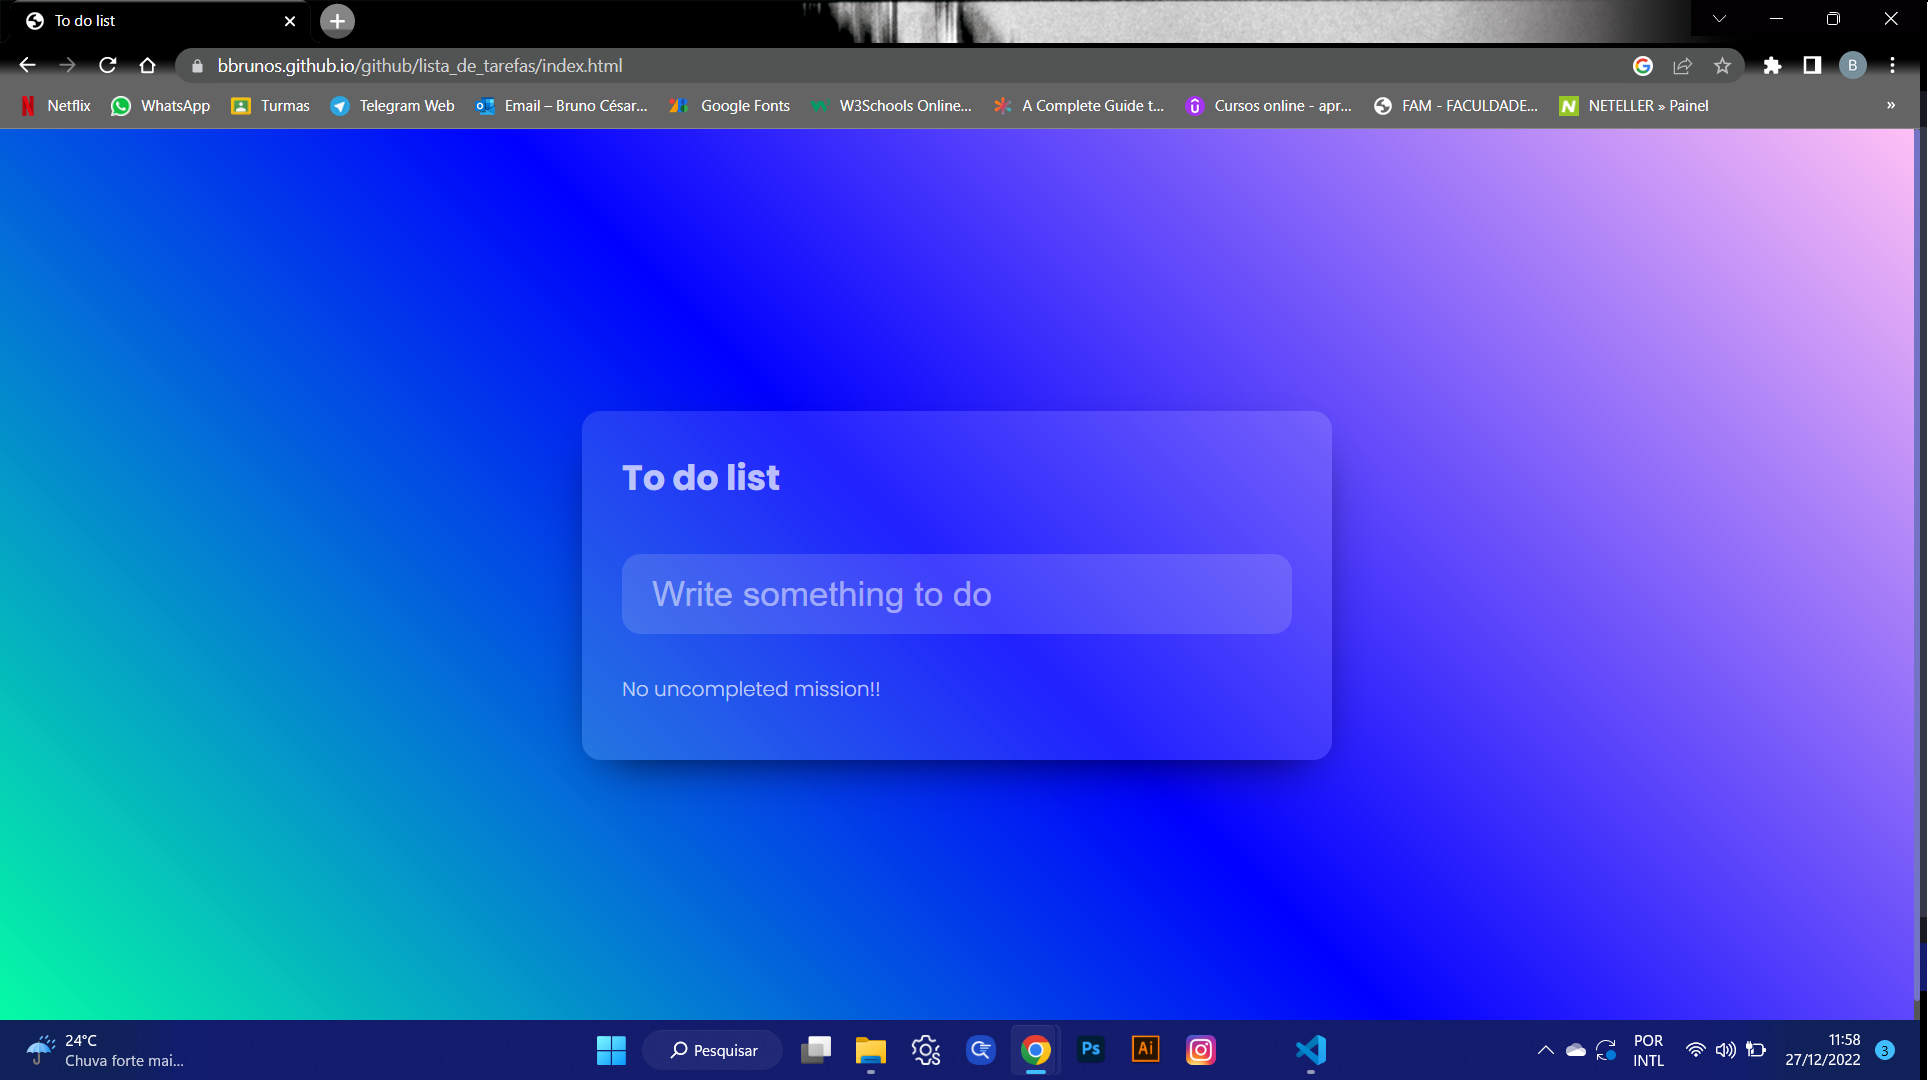 To do list
bbrunos.github.io/github/lista_de_tarefas/index.html
B
Netflix
WhatsApp
Turmas
Telegram Web
Email – Bruno César...
Google Fonts
W3Schools Online...
A Complete Guide t...
Cursos online - apr...
FAM - FACULDADE...
NETELLER » Painel
»
To do list
Write something to do
No uncompleted mission!!
24°C
Chuva forte mai...
Pesquisar
Ps
Ai
POR
INTL
11:58
27/12/2022
3